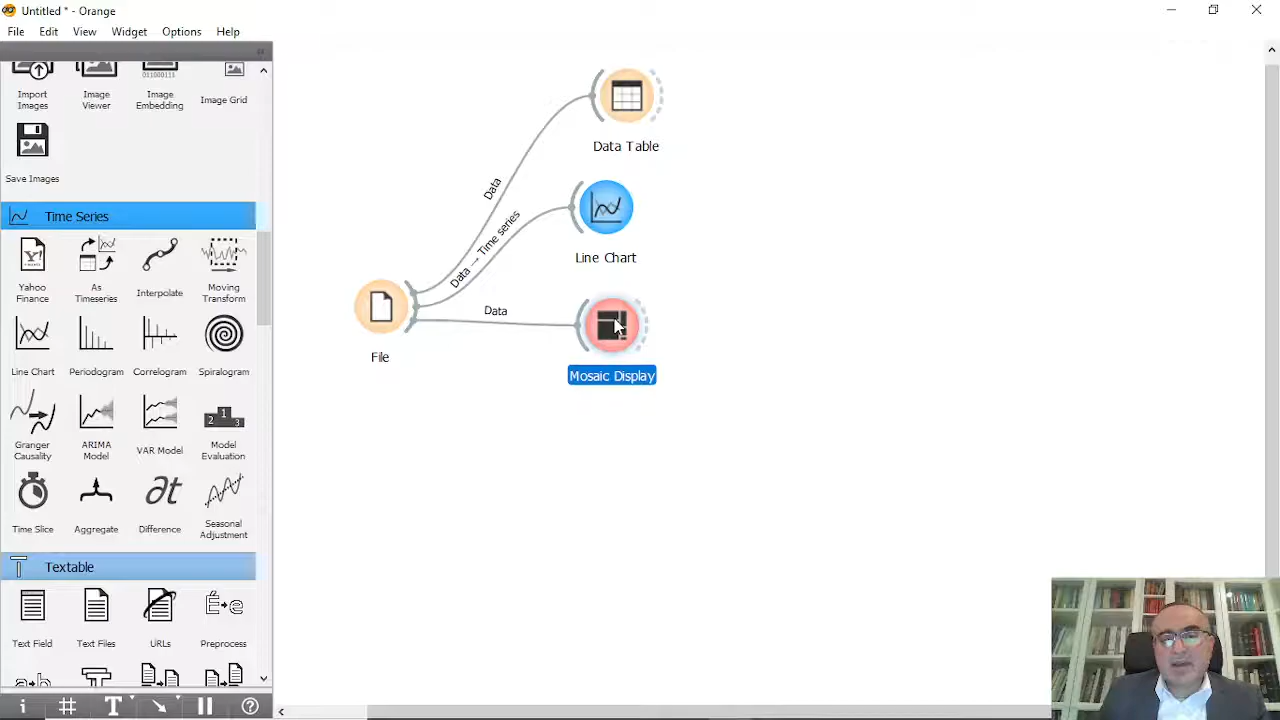 Untitled * - Orange
File Edit View Widget Options Help
Import Images
Image Viewer
Image Embedding
Image Grid
Save Images
Time Series
Yahoo Finance
As Timeseries
Interpolate
Moving Transform
Line Chart
Periodogram
Correlogram
Spiralogram
Granger Causality
ARIMA Model
VAR Model
Model Evaluation
Time Slice
Aggregate
Difference
Seasonal Adjustment
Textable
Text Field
Text Files
URLs
Preprocess
Data Table
Data
Line Chart
Data → Time series
Data
File
Mosaic Display